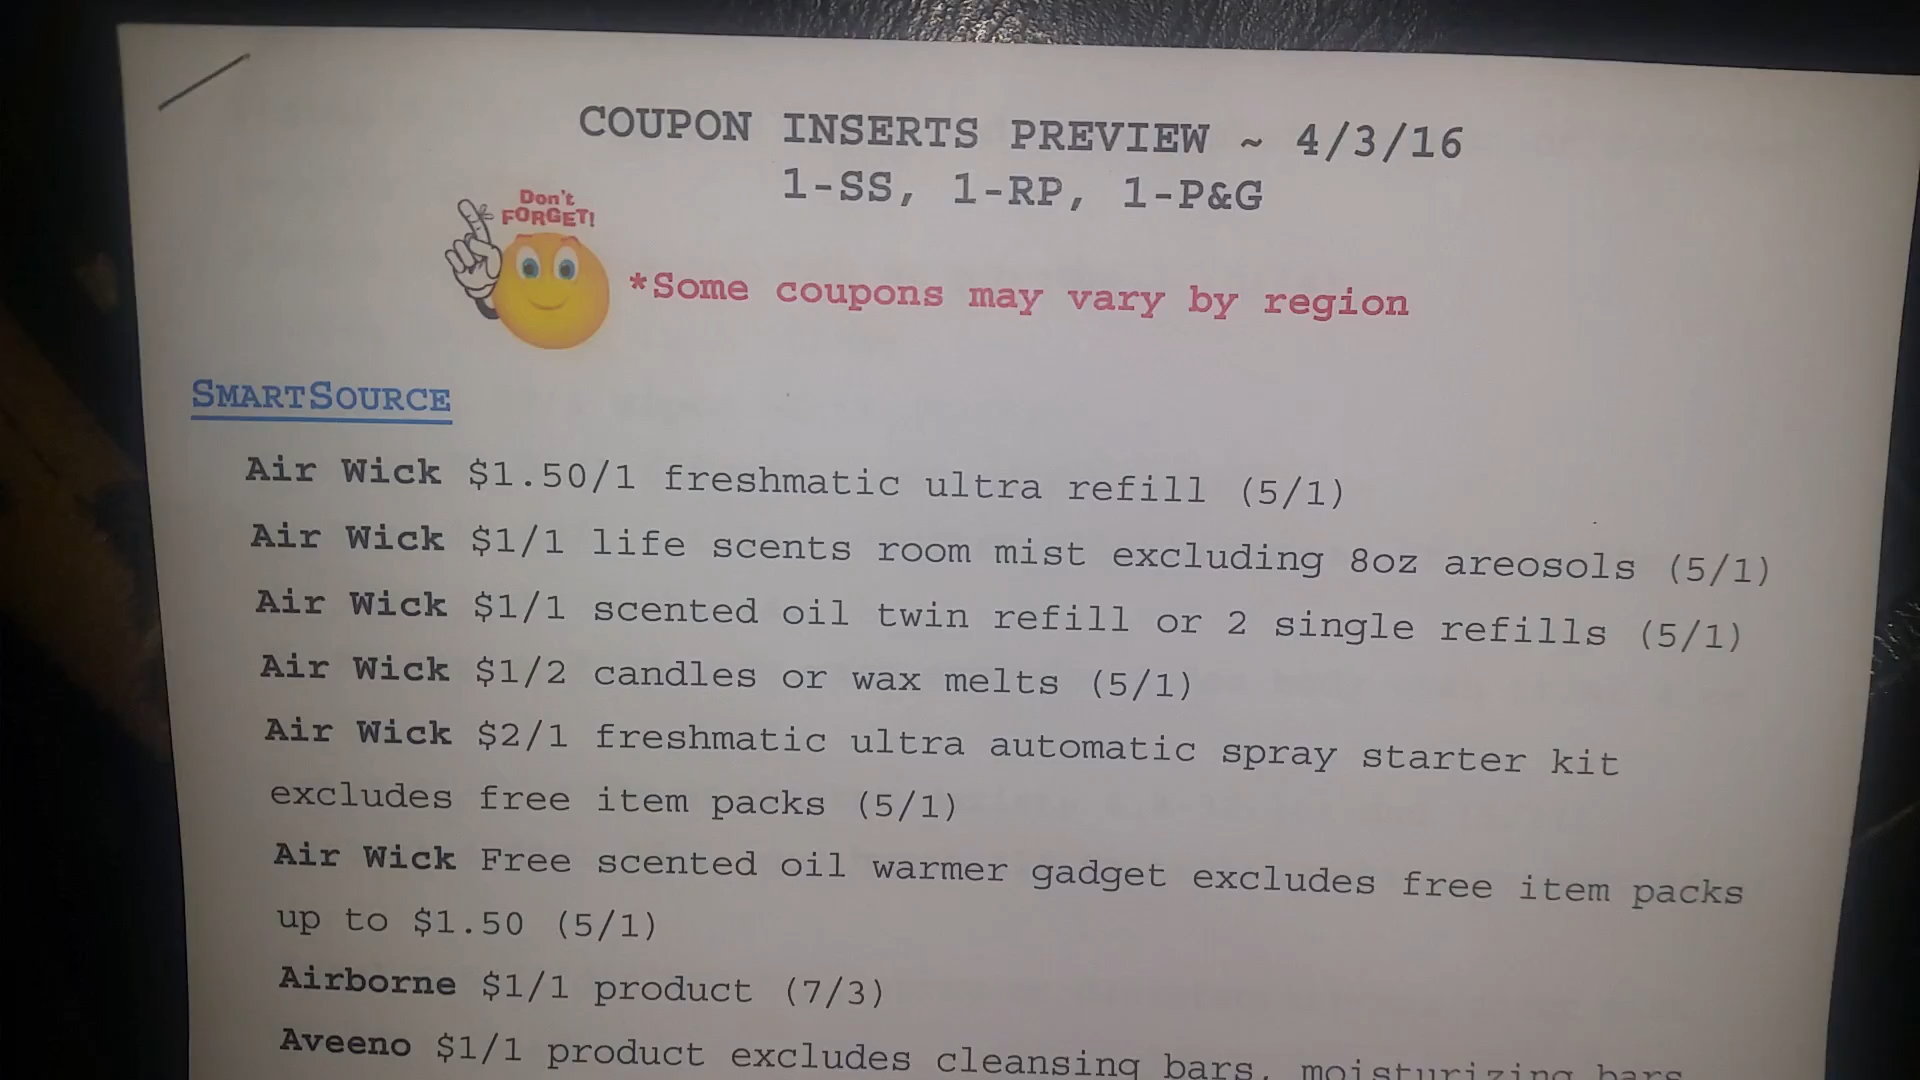 COUPON INSERTS PREVIEW ~ 4/3/16
1-SS, 1-RP, 1-P&G
Don't
FORGET!
*Some coupons may vary by region
SMARTSOURCE
Air Wick $1.50/1 freshmatic ultra refill (5/1)
Air Wick $1/1 life scents room mist excluding 8oz areosols (5/1)
Air Wick $1/1 scented oil twin refill or 2 single refills (5/1)
Air Wick $1/2 candles or wax melts (5/1)
Air Wick $2/1 freshmatic ultra automatic spray starter kit
excludes free item packs (5/1)
Air Wick Free scented oil warmer gadget excludes free item packs
up to $1.50 (5/1)
Airborne $1/1 product (7/3)
Aveeno $1/1 product excludes cleansing bars, moisturizing bars